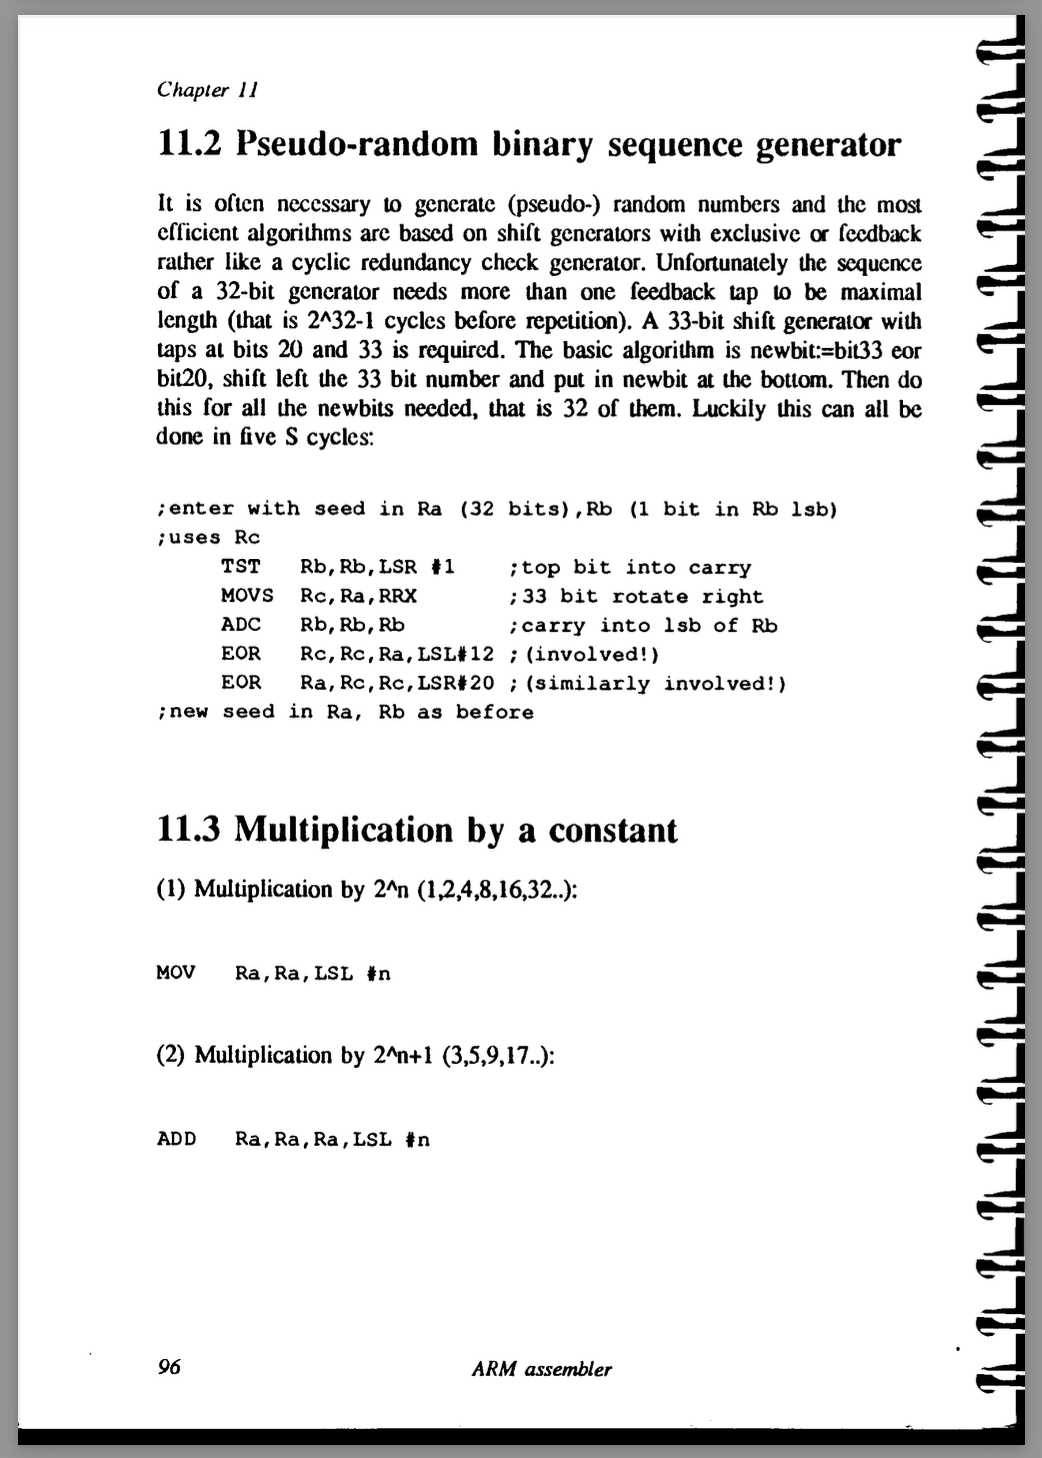 Chapter 11
11.2 Pseudo-random binary sequence generator
It is often necessary to generate (pseudo-) random numbers and the most
efficient algorithms are based on shift generators with exclusive or feedback
rather like a cyclic redundancy check generator. Unfortunately the sequence
of a 32-bit generator needs more than one feedback tap to be maximal
length (that is 2^32-1 cycles before repetition). A 33-bit shift generator with
taps at bits 20 and 33 is required. The basic algorithm is newbit:=bit33 eor
bit20, shift left the 33 bit number and put in newbit at the bottom. Then do
this for all the newbits needed, that is 32 of them. Luckily this can all be
done in five S cycles:
;enter with seed in Ra (32 bits),Rb (1 bit in Rb lsb)
;uses Rc
TST Rb,Rb,LSR #1 ;top bit into carry
MOVS Rc,Ra,RRX ;33 bit rotate right
ADC Rb,Rb,Rb ;carry into lsb of Rb
EOR Rc,Rc,Ra,LSL#12 ;(involved!)
EOR Ra,Rc,Rc,LSR#20 ;(similarly involved!)
;new seed in Ra, Rb as before
11.3 Multiplication by a constant
(1) Multiplication by 2^n (1,2,4,8,16,32..):
MOV Ra,Ra,LSL #n
(2) Multiplication by 2^n+1 (3,5,9,17..):
ADD Ra,Ra,Ra,LSL #n
96 ARM assembler